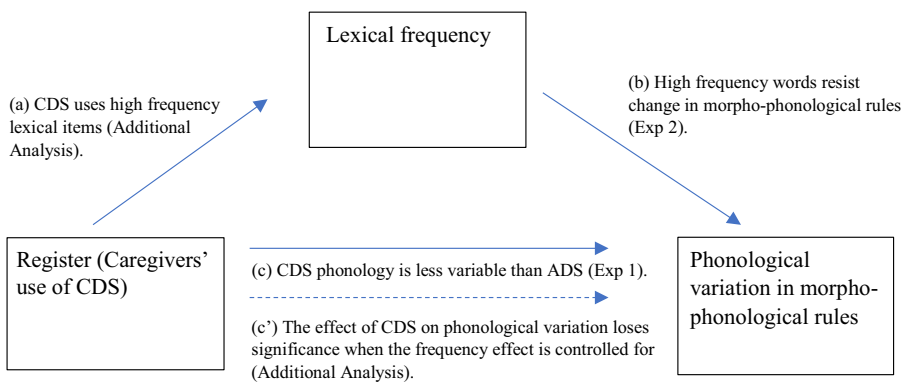 Lexical frequency
(a) CDS uses high frequency
lexical items (Additional
Analysis).
(b) High frequency words resist
change in morpho-phonological rules
(Exp 2).
Register (Caregivers’
use of CDS)
(c) CDS phonology is less variable than ADS (Exp 1).
(c’) The effect of CDS on phonological variation loses
significance when the frequency effect is controlled for
(Additional Analysis).
Phonological
variation in morpho-
phonological rules